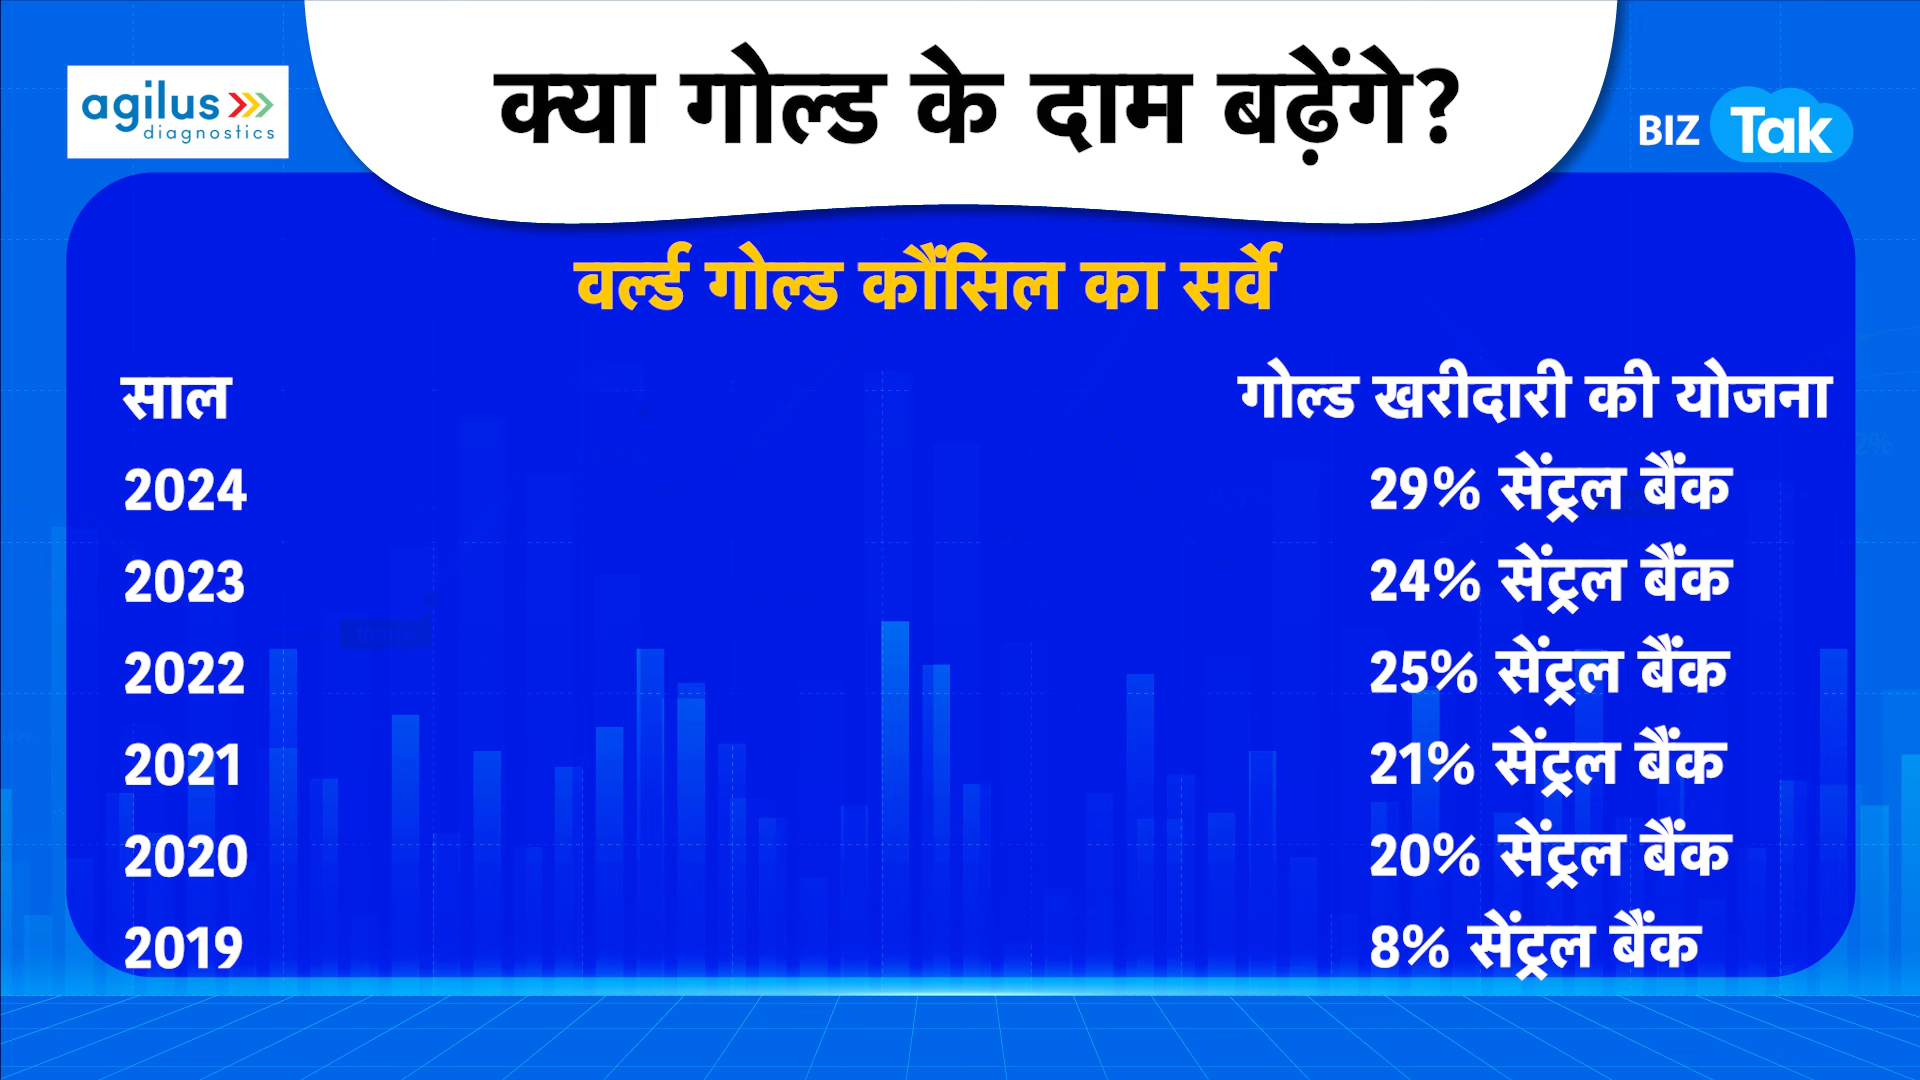 क्या गोल्ड के दाम बढ़ेंगे?
agilus
diagnostics
BIZ Tak
वर्ल्ड गोल्ड कौंसिल का सर्वे
साल गोल्ड खरीदारी की योजना
2024 29% सेंट्रल बैंक
2023 24% सेंट्रल बैंक
2022 25% सेंट्रल बैंक
2021 21% सेंट्रल बैंक
2020 20% सेंट्रल बैंक
2019 8% सेंट्रल बैंक